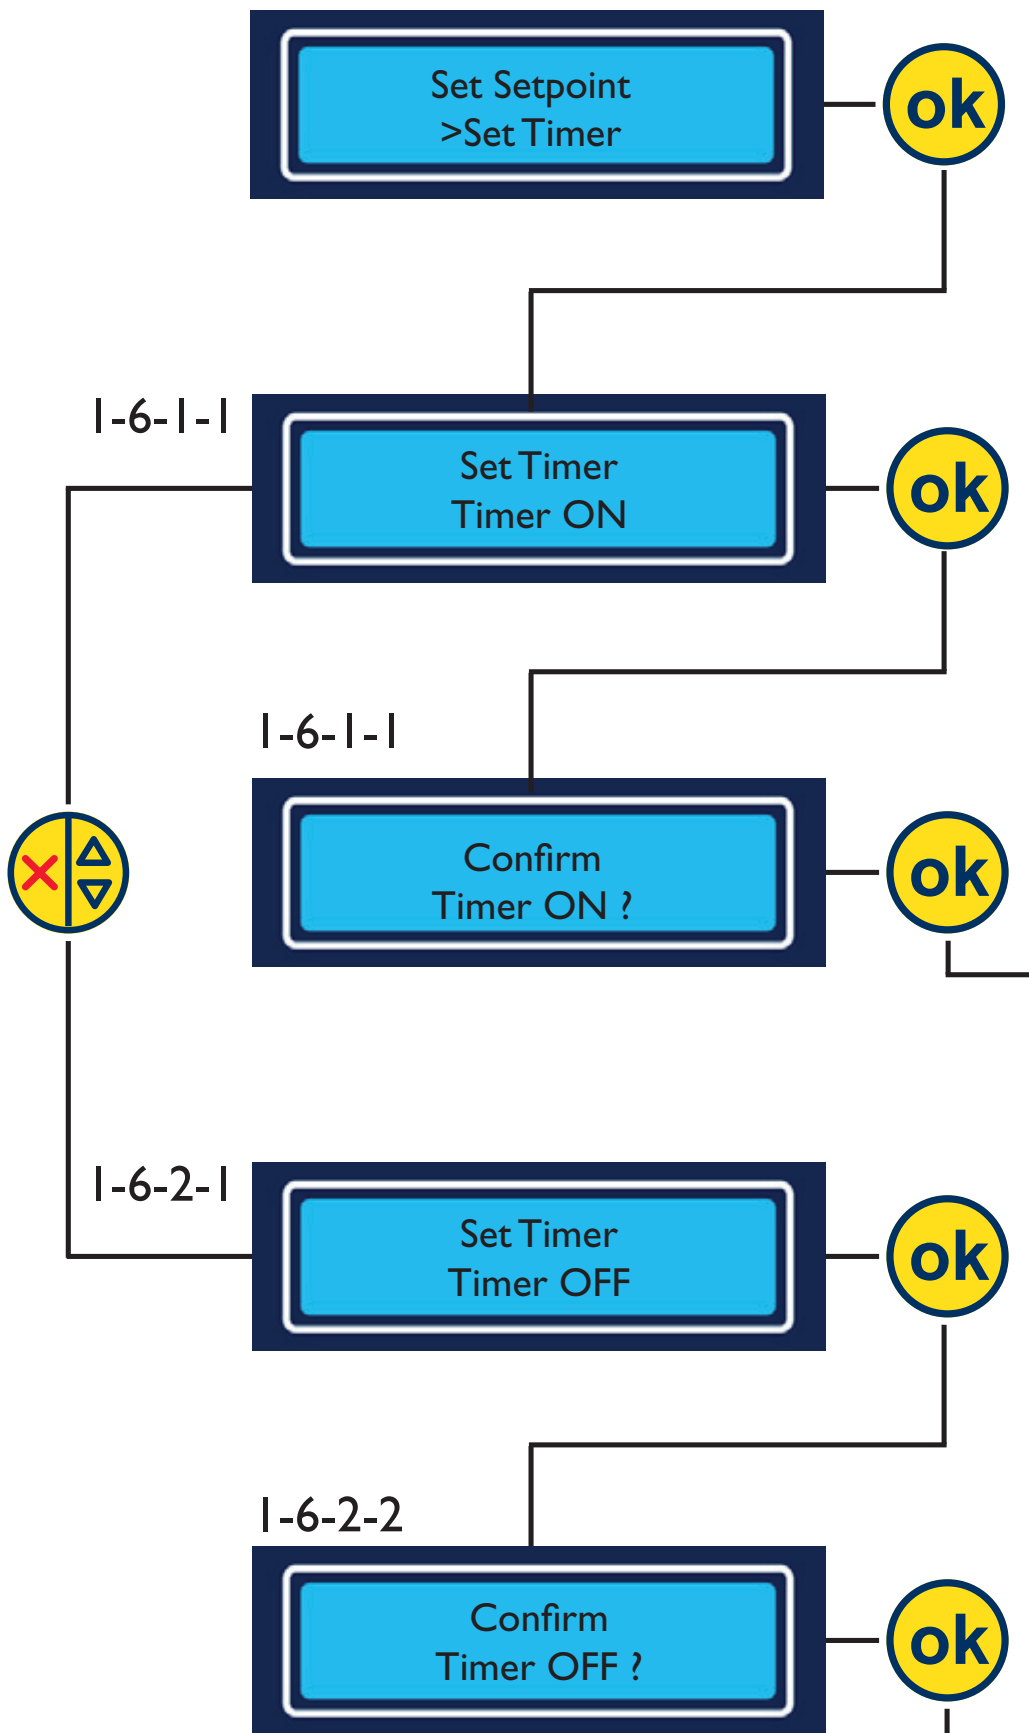 Set Setpoint
>Set Timer
ok
1-6-1-1
Set Timer
Timer ON
ok
1-6-1-1
Confirm
Timer ON ?
ok
1-6-2-1
Set Timer
Timer OFF
ok
1-6-2-2
Confirm
Timer OFF ?
ok